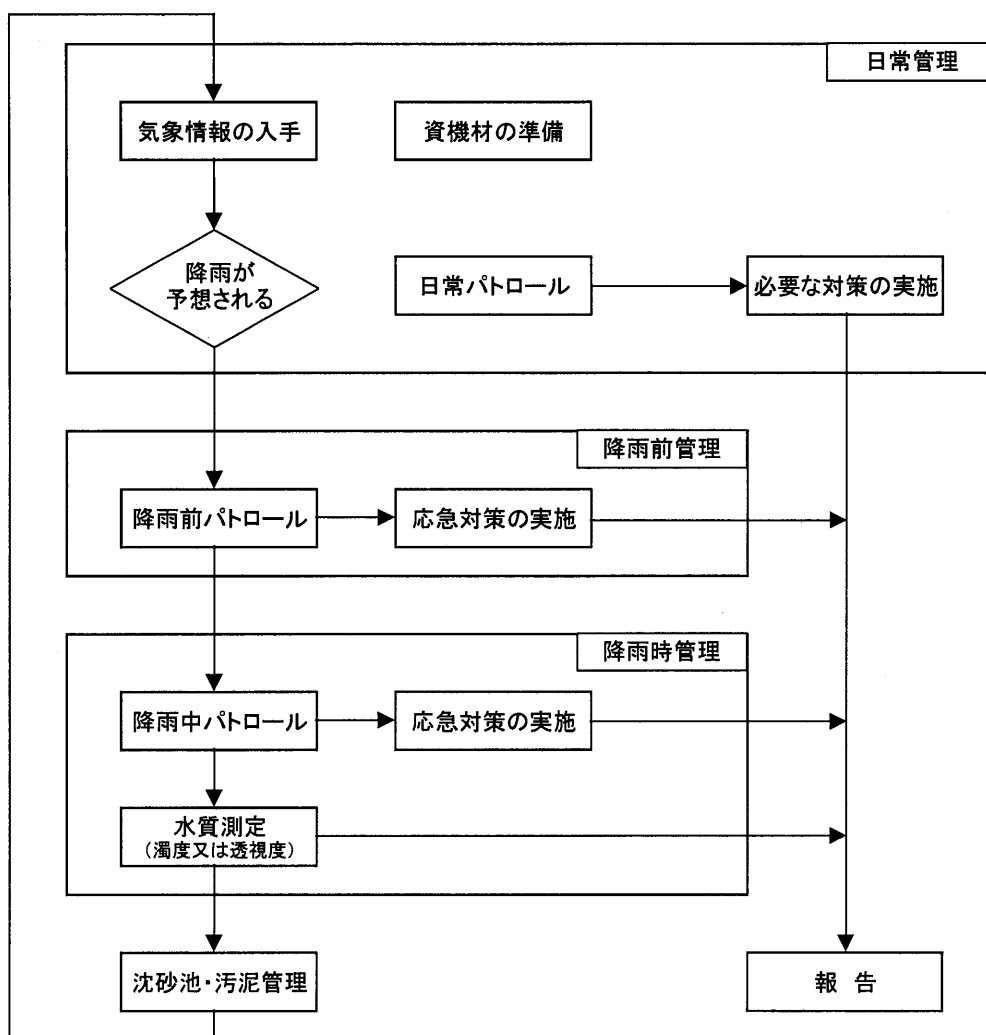 日常管理
気象情報の入手
資機材の準備
降雨が
予想される
日常パトロール
必要な対策の実施
降雨前管理
降雨前パトロール
応急対策の実施
降雨時管理
降雨中パトロール
応急対策の実施
水質測定
（濁度又は透視度）
沈砂池・汚泥管理
報 告